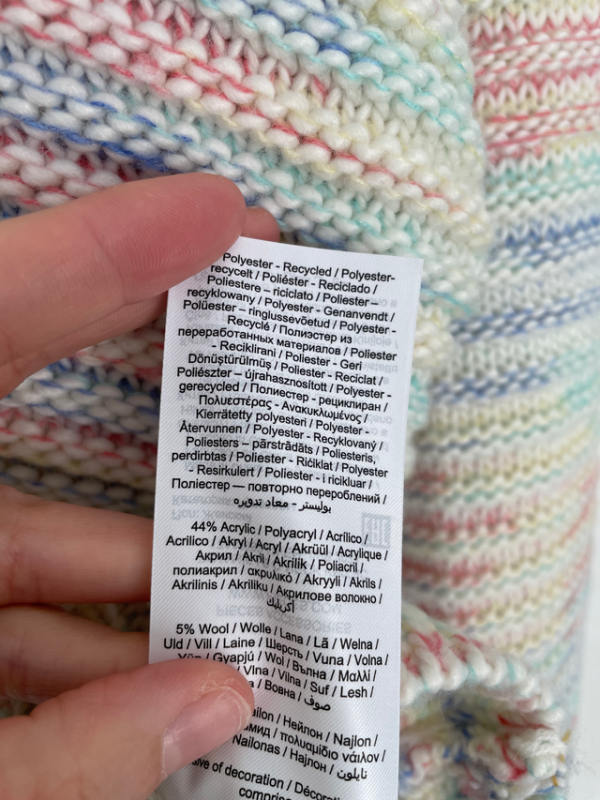 Polyester - Recycled / Polyester-
recycelt / Poliéster - Reciclado /
Poliestere – riciclato / Poliester –
recyklowany / Polyester - Genanvendt /
Polüester – ringlussevõetud / Polyester -
Recyclé / Полиэстер из
переработанных материалов / Poliester
- Reciklirani / Poliester - Geri
Dönüştürülmüş / Poliester - Reciclat /
Poliészter – újrahasznosított / Polyester -
gerecycled / Полиестер - рециклиран /
Πολυεστέρας - Ανακυκλωμένος /
Kierrätetty polyesteri / Polyester -
Återvunnen / Polyester - Recyklovaný /
Poliesters – pārstrādāts / Poliesteris,
perdirbtas / Poliester - Ričiklat / Polyester
- Resirkulert / Poliester - i ricikluar /
Поліестер — повторно перероблений /
بوليستر - معاد تدويره
44% Acrylic / Polyacryl / Acrílico /
Acrilico / Akryl / Acryl / Akrüül / Acrylique /
Акрил / Akril / Akrilik / Poliacril /
полиакрил / ακρυλικό / Akryyli / Akrils /
Akrilinis / Akriliku / Акрилове волокно /
أكريليك
5% Wool / Wolle / Lana / Lã / Wełna /
Uld / Vill / Laine / Шерсть / Vuna / Volna /
Yün / Gyapjú / Wol / Вълна / Μαλλί /
/ Vlna / Vilna / Suf / Lesh /
/ Вовна / صوف
/ Нейлон / Najlon /
πολυαμίδιο νάιλον /
Nailonas / Најлон / نايلون
of decoration /